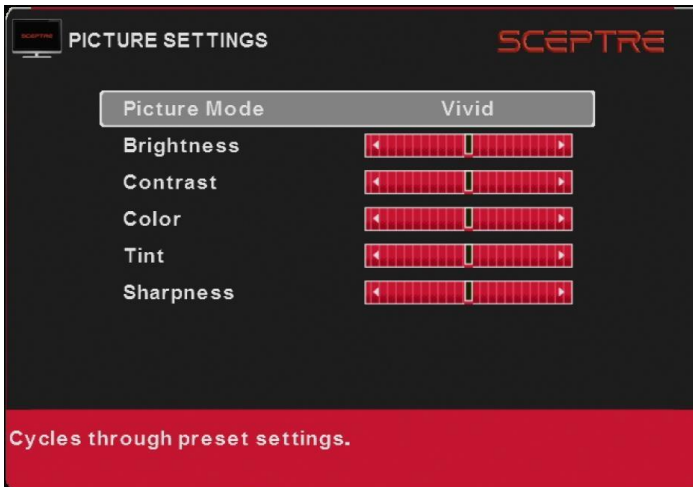 SCEPTRE PICTURE SETTINGS SCEPTRE
Picture Mode Vivid
Brightness
Contrast
Color
Tint
Sharpness
Cycles through preset settings.